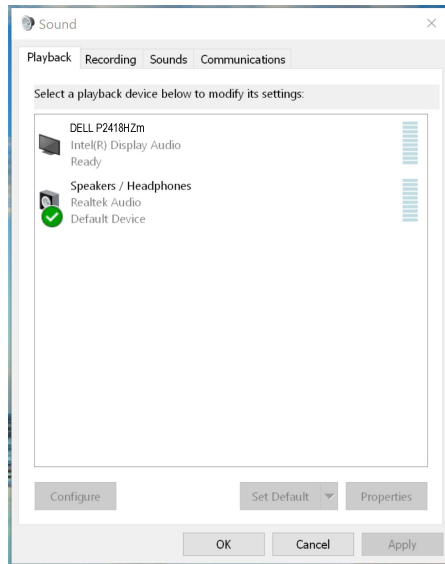 Sound
Playback Recording Sounds Communications
Select a playback device below to modify its settings:
DELL P2418HZm
Intel(R) Display Audio
Ready
Speakers / Headphones
Realtek Audio
Default Device
Configure Set Default Properties
OK Cancel Apply